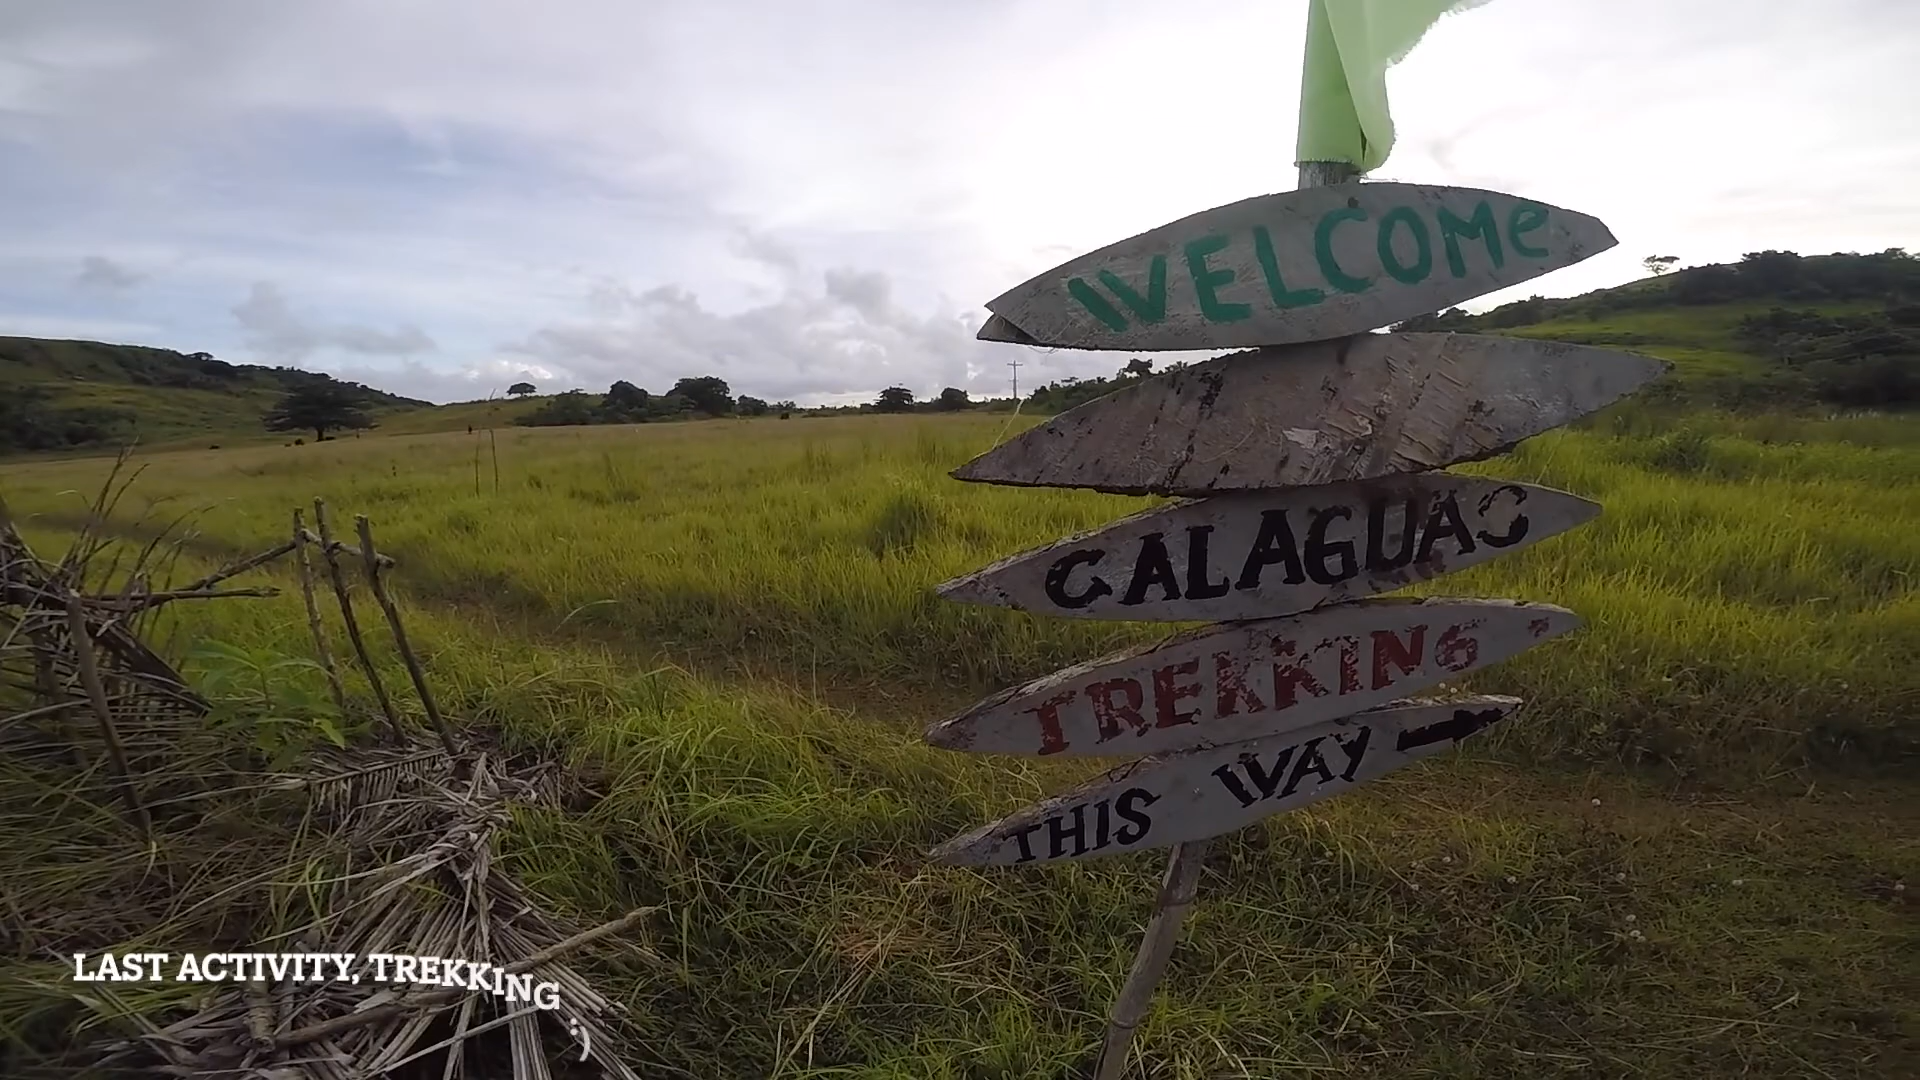 WELCOMe
CALAGUAS
TREKKING
THIS WAY
LAST ACTIVITY, TREKKING
:)